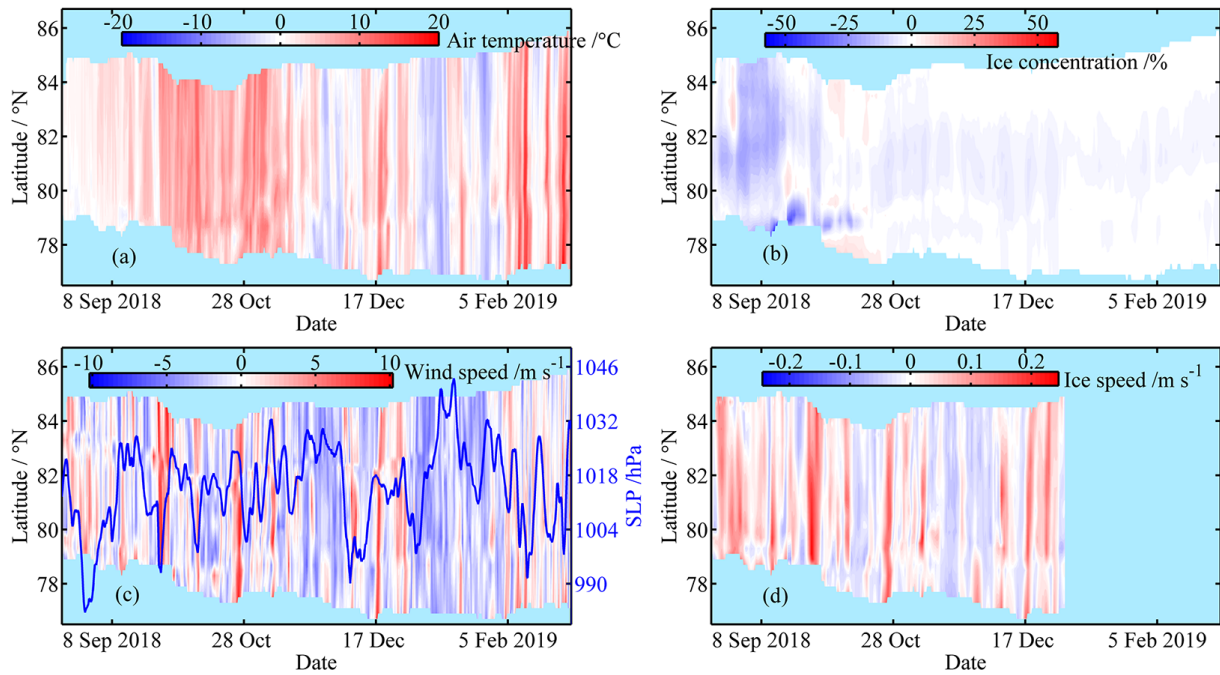 86
84
82
80
78
Latitude / °N
-20 -10 0 10 20
Air temperature /°C
(a)
8 Sep 2018 28 Oct 17 Dec 5 Feb 2019
Date
86
84
82
80
78
Latitude / °N
-50 -25 0 25 50
Ice concentration /%
(b)
8 Sep 2018 28 Oct 17 Dec 5 Feb 2019
Date
86
84
82
80
78
Latitude / °N
-10 -5 0 5 10
Wind speed /m s⁻¹
1046
1032
1018
1004
990
SLP /hPa
(c)
8 Sep 2018 28 Oct 17 Dec 5 Feb 2019
Date
86
84
82
80
78
Latitude / °N
-0.2 -0.1 0 0.1 0.2
Ice speed /m s⁻¹
(d)
8 Sep 2018 28 Oct 17 Dec 5 Feb 2019
Date